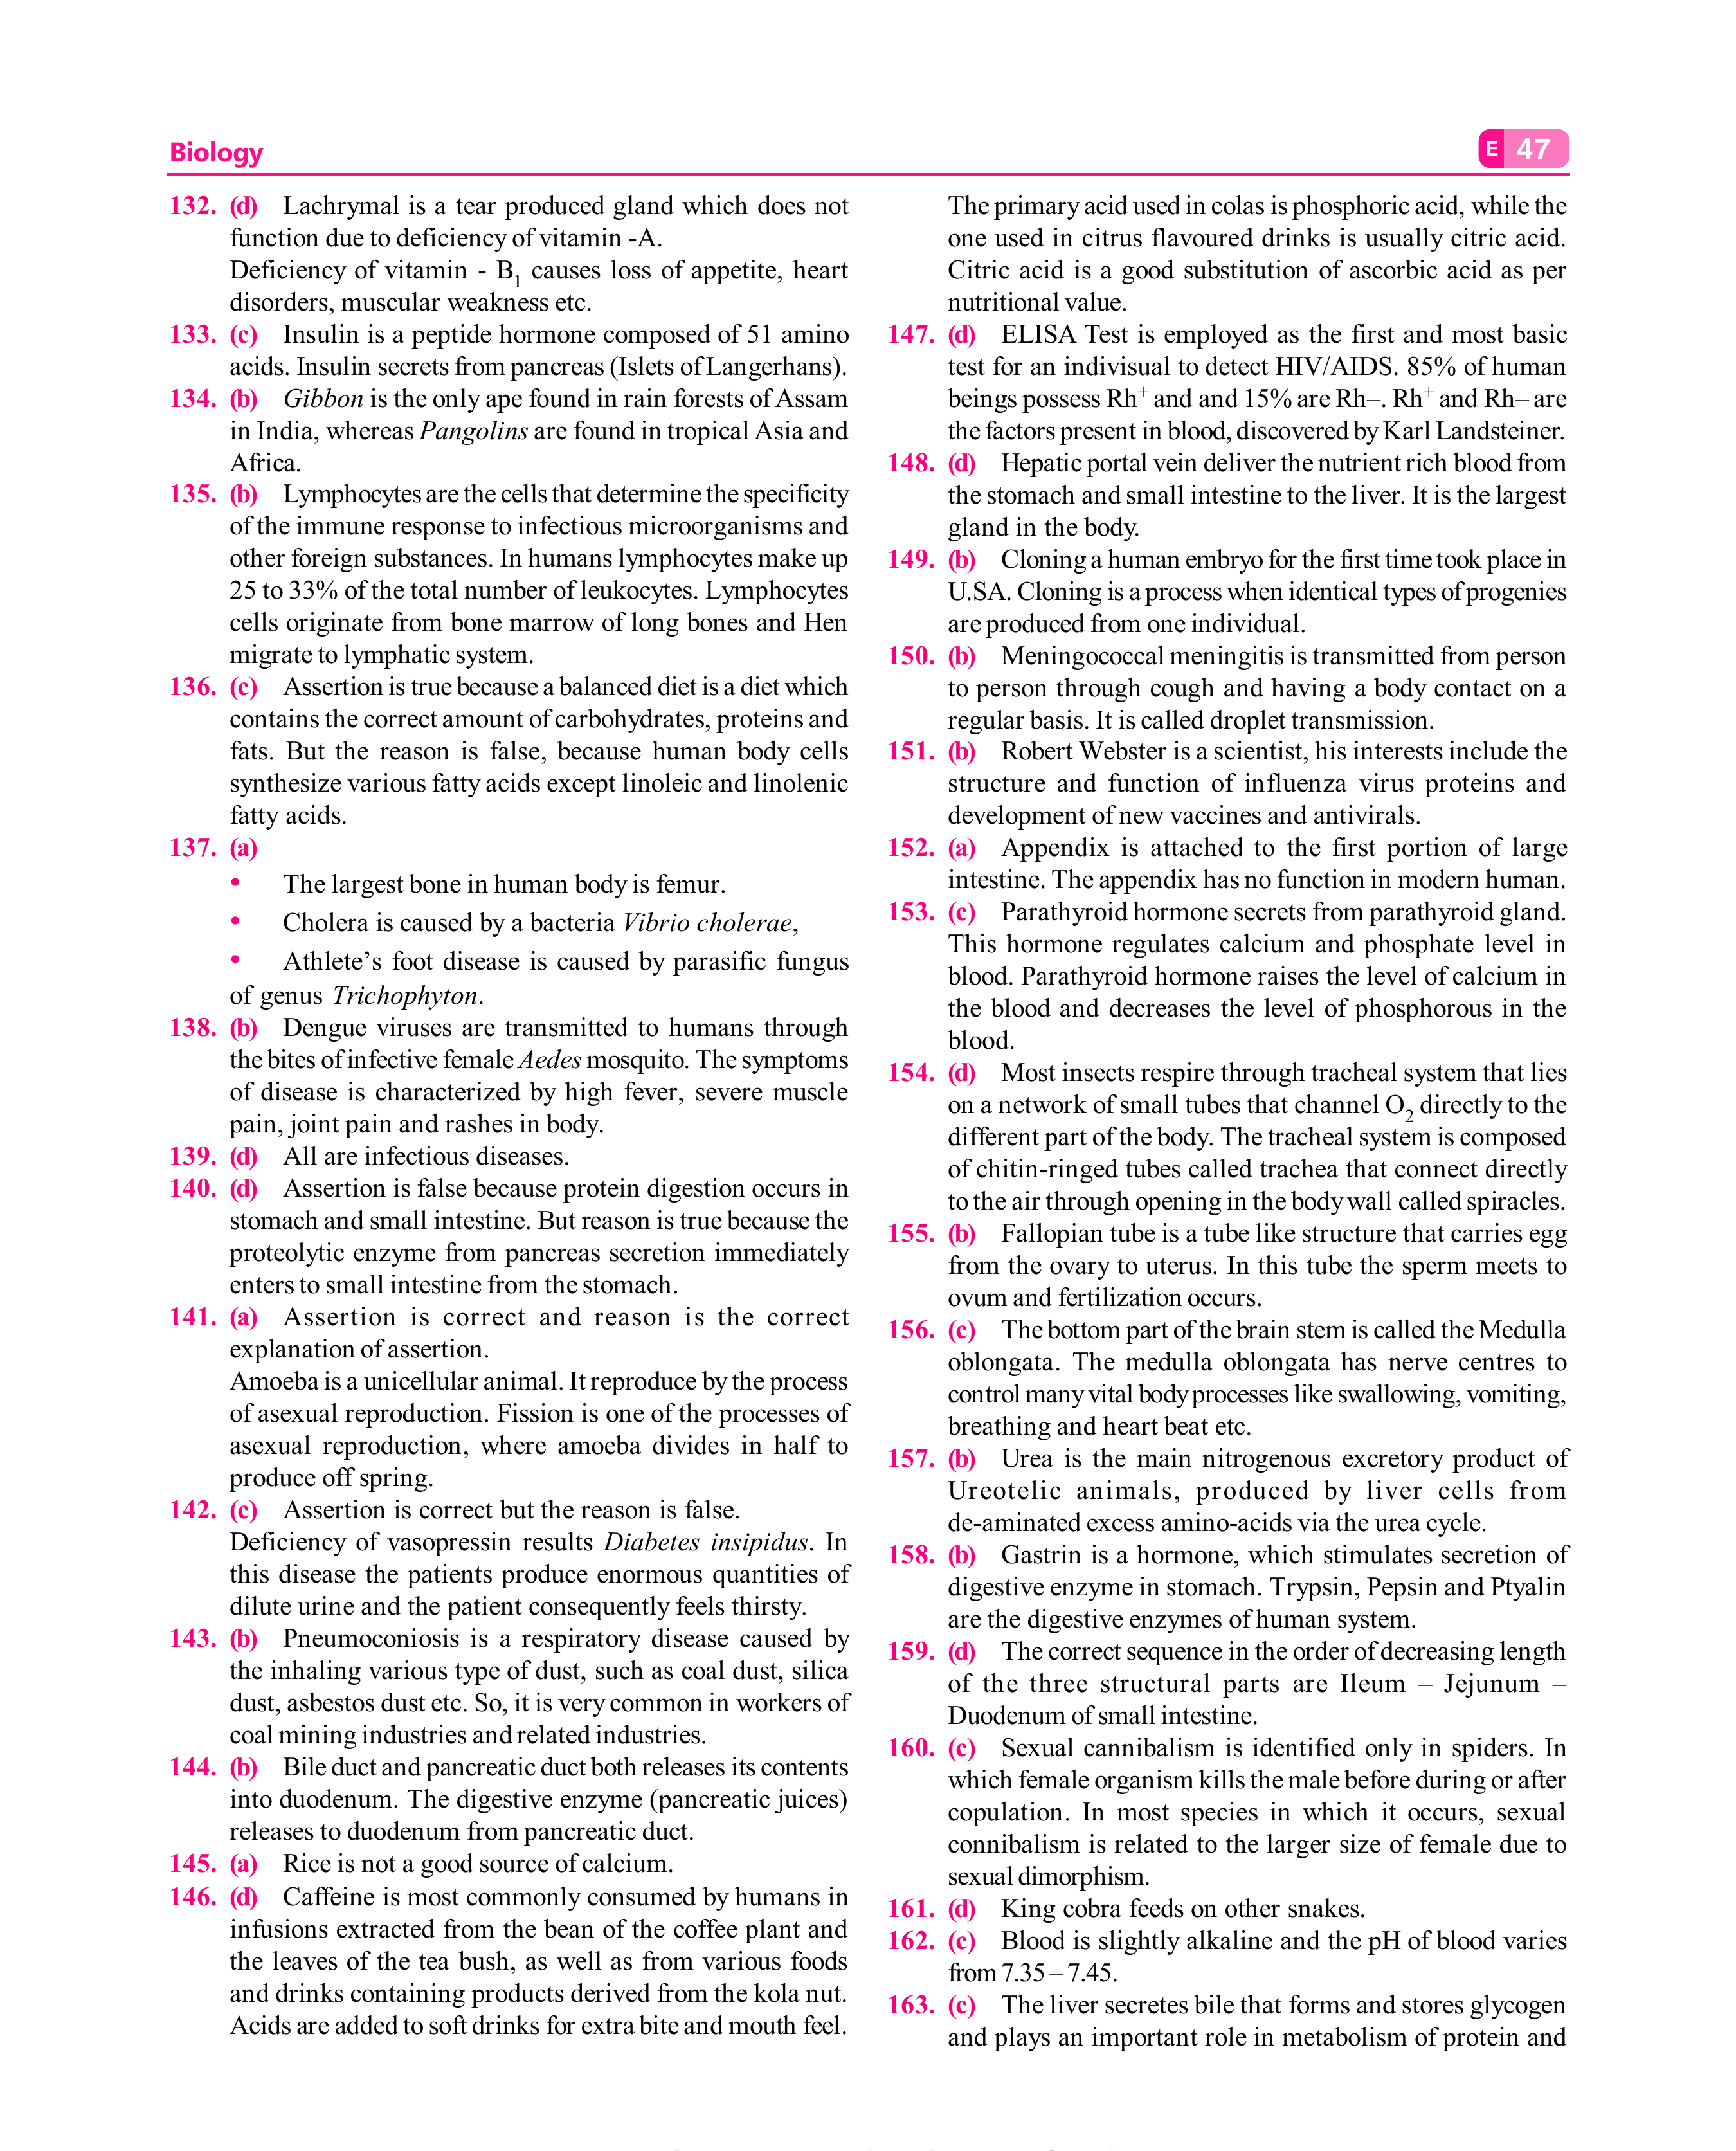 Biology
E 47
132. (d) Lachrymal is a tear produced gland which does not
function due to deficiency of vitamin -A.
Deficiency of vitamin - B1 causes loss of appetite, heart
disorders, muscular weakness etc.
133. (c) Insulin is a peptide hormone composed of 51 amino
acids. Insulin secrets from pancreas (Islets of Langerhans).
134. (b) Gibbon is the only ape found in rain forests of Assam
in India, whereas Pangolins are found in tropical Asia and
Africa.
135. (b) Lymphocytes are the cells that determine the specificity
of the immune response to infectious microorganisms and
other foreign substances. In humans lymphocytes make up
25 to 33% of the total number of leukocytes. Lymphocytes
cells originate from bone marrow of long bones and Hen
migrate to lymphatic system.
136. (c) Assertion is true because a balanced diet is a diet which
contains the correct amount of carbohydrates, proteins and
fats. But the reason is false, because human body cells
synthesize various fatty acids except linoleic and linolenic
fatty acids.
137. (a)
• The largest bone in human body is femur.
• Cholera is caused by a bacteria Vibrio cholerae,
• Athlete's foot disease is caused by parasific fungus
of genus Trichophyton.
138. (b) Dengue viruses are transmitted to humans through
the bites of infective female Aedes mosquito. The symptoms
of disease is characterized by high fever, severe muscle
pain, joint pain and rashes in body.
139. (d) All are infectious diseases.
140. (d) Assertion is false because protein digestion occurs in
stomach and small intestine. But reason is true because the
proteolytic enzyme from pancreas secretion immediately
enters to small intestine from the stomach.
141. (a) Assertion is correct and reason is the correct
explanation of assertion.
Amoeba is a unicellular animal. It reproduce by the process
of asexual reproduction. Fission is one of the processes of
asexual reproduction, where amoeba divides in half to
produce off spring.
142. (c) Assertion is correct but the reason is false.
Deficiency of vasopressin results Diabetes insipidus. In
this disease the patients produce enormous quantities of
dilute urine and the patient consequently feels thirsty.
143. (b) Pneumoconiosis is a respiratory disease caused by
the inhaling various type of dust, such as coal dust, silica
dust, asbestos dust etc. So, it is very common in workers of
coal mining industries and related industries.
144. (b) Bile duct and pancreatic duct both releases its contents
into duodenum. The digestive enzyme (pancreatic juices)
releases to duodenum from pancreatic duct.
145. (a) Rice is not a good source of calcium.
146. (d) Caffeine is most commonly consumed by humans in
infusions extracted from the bean of the coffee plant and
the leaves of the tea bush, as well as from various foods
and drinks containing products derived from the kola nut.
Acids are added to soft drinks for extra bite and mouth feel.
The primary acid used in colas is phosphoric acid, while the
one used in citrus flavoured drinks is usually citric acid.
Citric acid is a good substitution of ascorbic acid as per
nutritional value.
147. (d) ELISA Test is employed as the first and most basic
test for an indivisual to detect HIV/AIDS. 85% of human
beings possess Rh+ and and 15% are Rh–. Rh+ and Rh– are
the factors present in blood, discovered by Karl Landsteiner.
148. (d) Hepatic portal vein deliver the nutrient rich blood from
the stomach and small intestine to the liver. It is the largest
gland in the body.
149. (b) Cloning a human embryo for the first time took place in
U.SA. Cloning is a process when identical types of progenies
are produced from one individual.
150. (b) Meningococcal meningitis is transmitted from person
to person through cough and having a body contact on a
regular basis. It is called droplet transmission.
151. (b) Robert Webster is a scientist, his interests include the
structure and function of influenza virus proteins and
development of new vaccines and antivirals.
152. (a) Appendix is attached to the first portion of large
intestine. The appendix has no function in modern human.
153. (c) Parathyroid hormone secrets from parathyroid gland.
This hormone regulates calcium and phosphate level in
blood. Parathyroid hormone raises the level of calcium in
the blood and decreases the level of phosphorous in the
blood.
154. (d) Most insects respire through tracheal system that lies
on a network of small tubes that channel O2 directly to the
different part of the body. The tracheal system is composed
of chitin-ringed tubes called trachea that connect directly
to the air through opening in the body wall called spiracles.
155. (b) Fallopian tube is a tube like structure that carries egg
from the ovary to uterus. In this tube the sperm meets to
ovum and fertilization occurs.
156. (c) The bottom part of the brain stem is called the Medulla
oblongata. The medulla oblongata has nerve centres to
control many vital body processes like swallowing, vomiting,
breathing and heart beat etc.
157. (b) Urea is the main nitrogenous excretory product of
Ureotelic animals, produced by liver cells from
de-aminated excess amino-acids via the urea cycle.
158. (b) Gastrin is a hormone, which stimulates secretion of
digestive enzyme in stomach. Trypsin, Pepsin and Ptyalin
are the digestive enzymes of human system.
159. (d) The correct sequence in the order of decreasing length
of the three structural parts are Ileum – Jejunum –
Duodenum of small intestine.
160. (c) Sexual cannibalism is identified only in spiders. In
which female organism kills the male before during or after
copulation. In most species in which it occurs, sexual
connibalism is related to the larger size of female due to
sexual dimorphism.
161. (d) King cobra feeds on other snakes.
162. (c) Blood is slightly alkaline and the pH of blood varies
from 7.35 – 7.45.
163. (c) The liver secretes bile that forms and stores glycogen
and plays an important role in metabolism of protein and